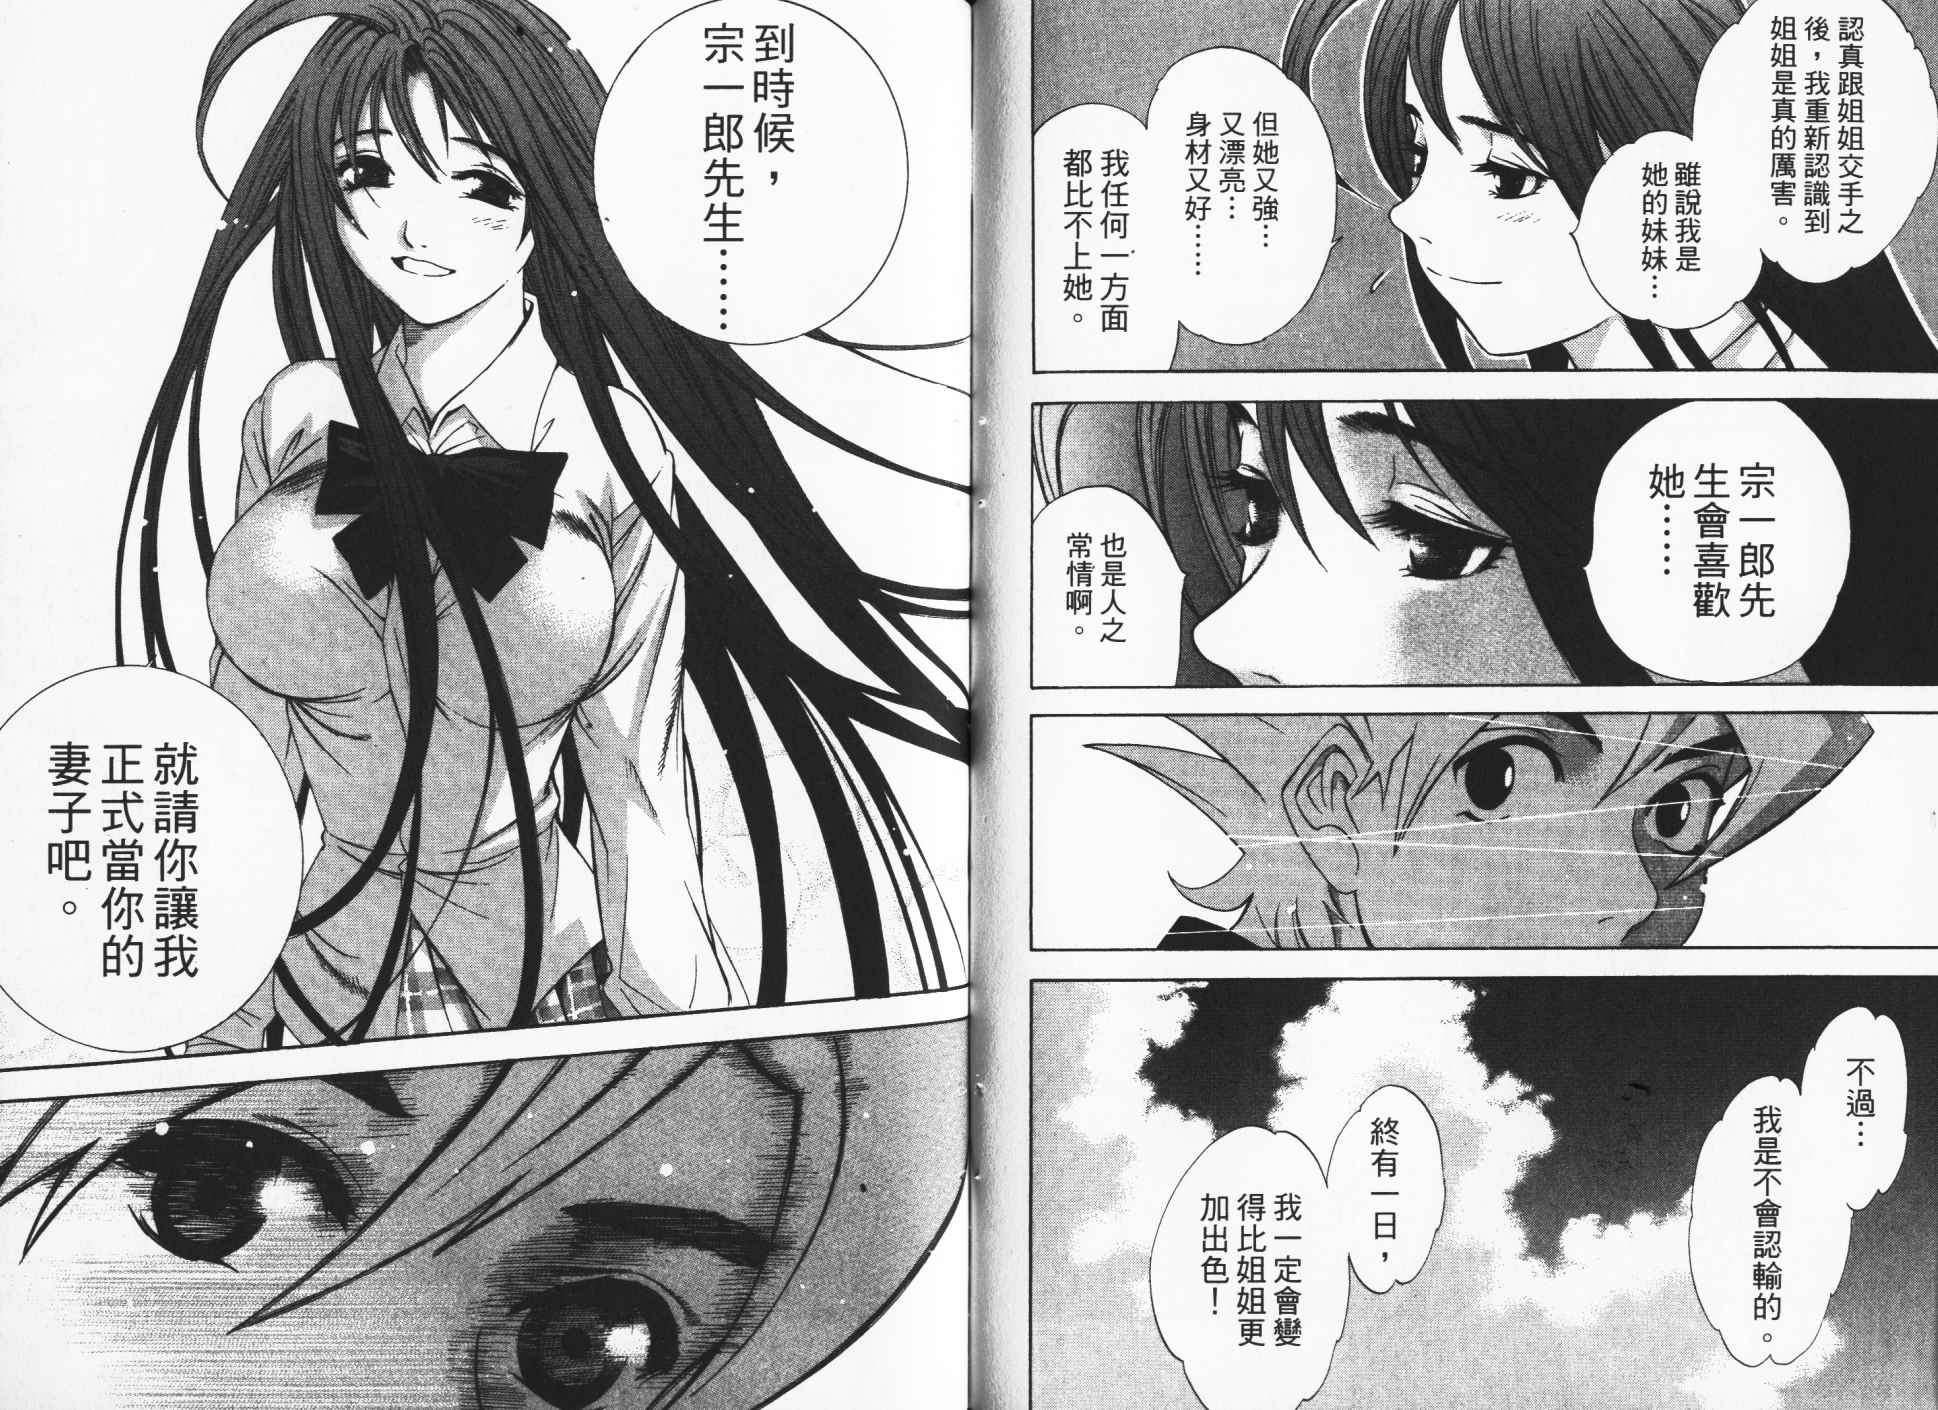 認真跟姐姐交手之
後，我重新認識到
姐姐是真的厲害。
雖說我是
她的妹妹…
但她又強…
又漂亮…
身材又好……
我任何一方面
都比不上她。
宗一郎先
生會喜歡
她……
也是人之
常情啊。
不過…
我是不會認輸的。
終有一日，
我一定會變
得比姐姐更
加出色！
到時候，
宗一郎先生……
就請你讓我
正式當你的
妻子吧。